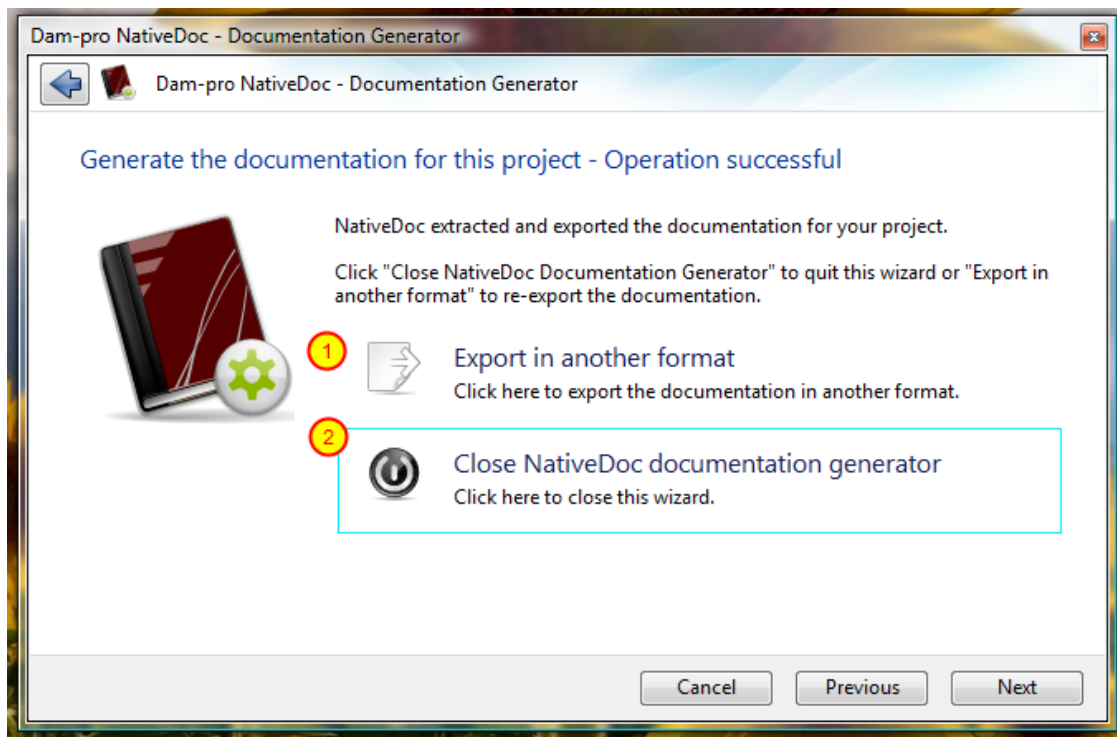 Dam-pro NativeDoc - Documentation Generator
Dam-pro NativeDoc - Documentation Generator
Generate the documentation for this project - Operation successful
NativeDoc extracted and exported the documentation for your project.
Click "Close NativeDoc Documentation Generator" to quit this wizard or "Export in
another format" to re-export the documentation.
1
Export in another format
Click here to export the documentation in another format.
2
Close NativeDoc documentation generator
Click here to close this wizard.
Cancel Previous Next